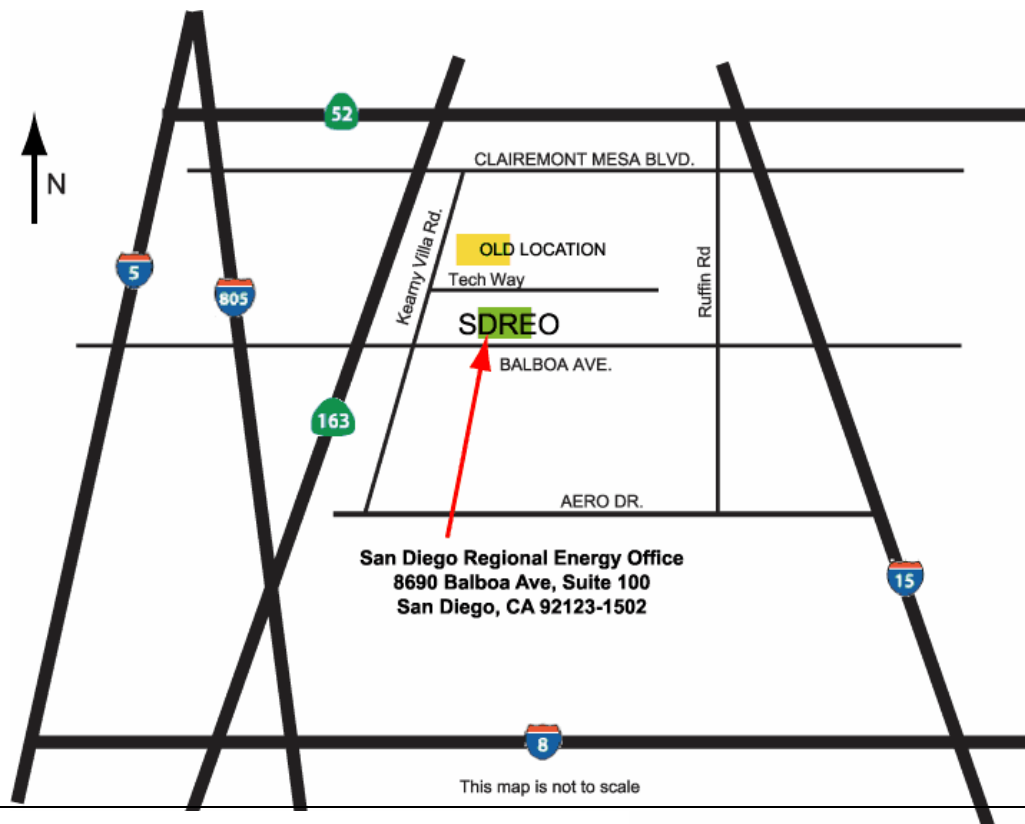 52
CLAIREMONT MESA BLVD.
N
Kearny Villa Rd.
OLD LOCATION
Ruffin Rd
5
Tech Way
805
SDREO
BALBOA AVE.
163
AERO DR.
San Diego Regional Energy Office
8690 Balboa Ave, Suite 100
San Diego, CA 92123-1502
15
8
This map is not to scale